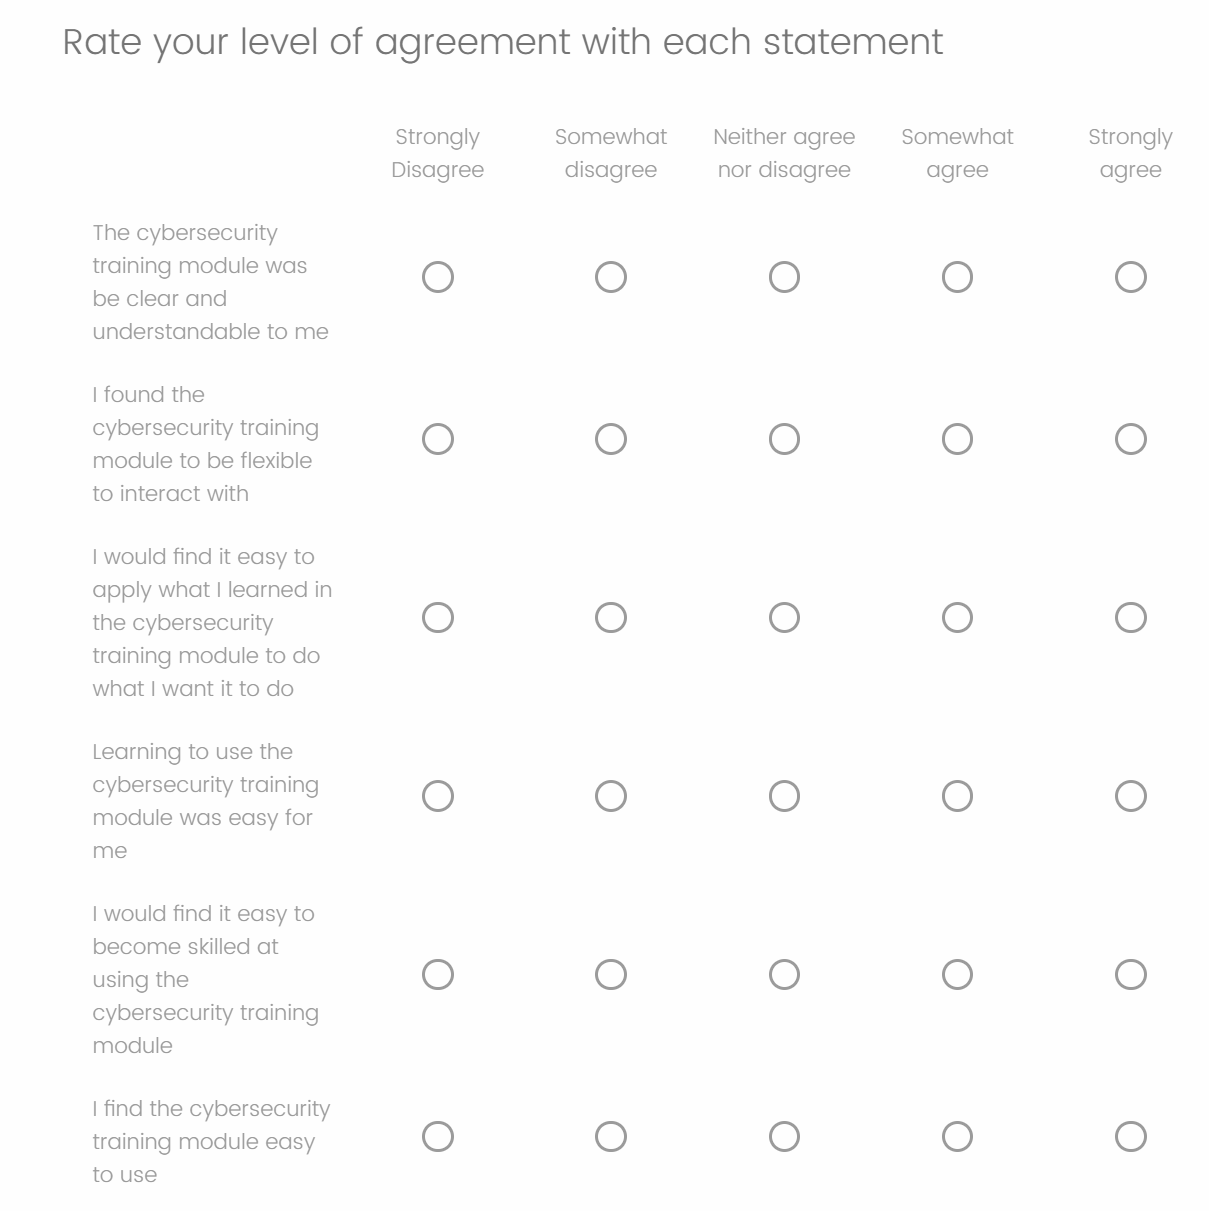 Rate your level of agreement with each statement
Strongly Disagree
Somewhat disagree
Neither agree nor disagree
Somewhat agree
Strongly agree
The cybersecurity
training module was
be clear and
understandable to me
I found the
cybersecurity training
module to be flexible
to interact with
I would find it easy to
apply what I learned in
the cybersecurity
training module to do
what I want it to do
Learning to use the
cybersecurity training
module was easy for
me
I would find it easy to
become skilled at
using the
cybersecurity training
module
I find the cybersecurity
training module easy
to use